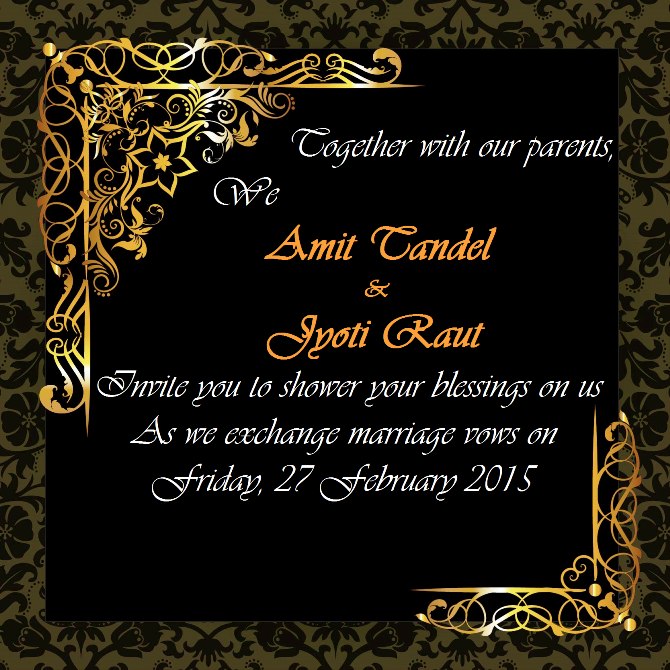 Together with our parents,
We
Amit Tandel
&
Jyoti Raut
Invite you to shower your blessings on us
As we exchange marriage vows on
Friday, 27 February 2015